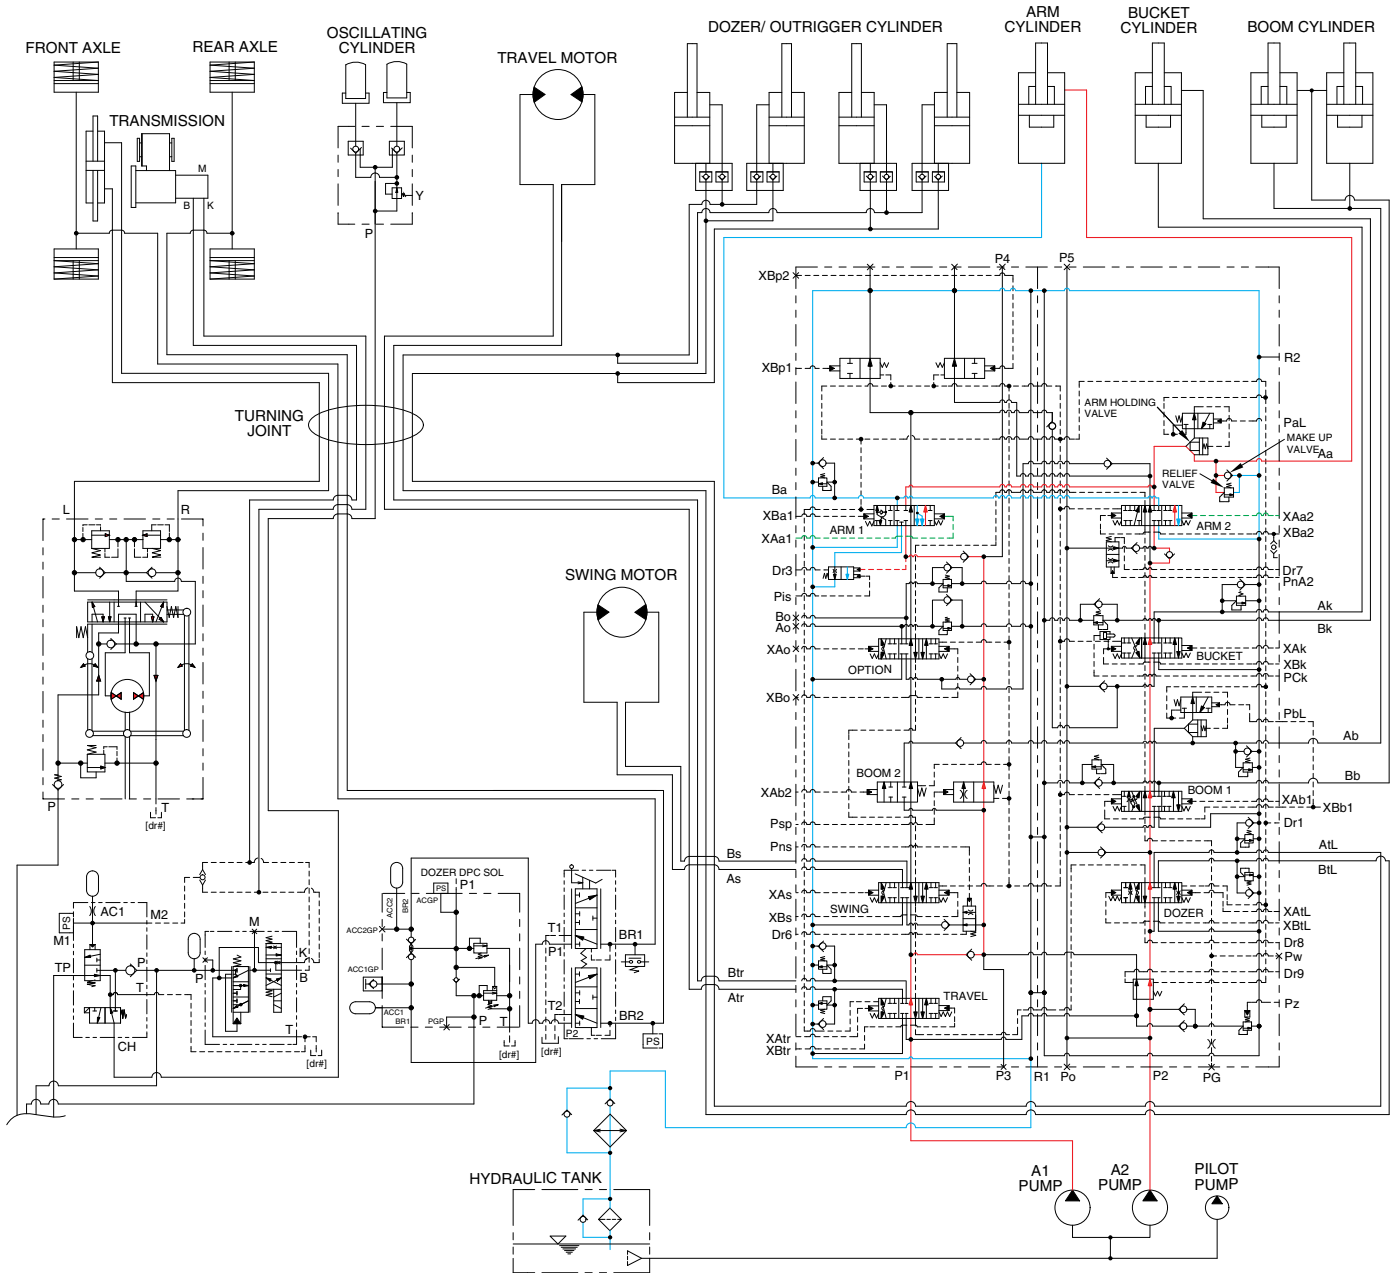 FRONT AXLE
REAR AXLE
OSCILLATING
CYLINDER
TRAVEL MOTOR
DOZER/ OUTRIGGER CYLINDER
ARM
CYLINDER
BUCKET
CYLINDER
BOOM CYLINDER
TRANSMISSION
M
B
K
Y
P
TURNING
JOINT
XBp2
P4
P5
XBp1
R2
ARM HOLDING
VALVE
PaL
MAKE UP
VALVE
Aa
RELIEF
VALVE
Ba
XBa1
ARM 1
XAa1
ARM 2
XAa2
XBa2
Dr3
Dr7
Pis
PnA2
Bo
Ao
Ak
Bk
XAo
OPTION
BUCKET
XAk
XBk
PCk
XBo
PbL
Ab
BOOM 2
Bb
XAb2
BOOM 1
XAb1
XBb1
Psp
Dr1
Pns
AtL
Bs
As
BtL
XAs
SWING
DOZER
XAtL
XBs
XBtL
Dr6
Dr8
Pw
Btr
Dr9
Atr
TRAVEL
Pz
XAtr
XBtr
P1
P3
R1
Po
P2
PG
L
R
SWING MOTOR
P
T
[dr#]
AC1
M2
PS
M1
TP
P
T
CH
M
P
K
B
T
[dr#]
DOZER DPC SOL
ACC2
BR2
PS
P1
ACGP
ACC2GP
ACC1GP
ACC1
BR1
PGP
P
T
[dr#]
T1
P1
BR1
T2
P2
BR2
[dr#]
PS
HYDRAULIC TANK
A1
PUMP
A2
PUMP
PILOT
PUMP